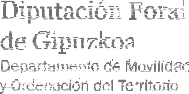 Diputación Foral
de Gipuzkoa
Departamento de Movilidad
y Ordenación del Territorio